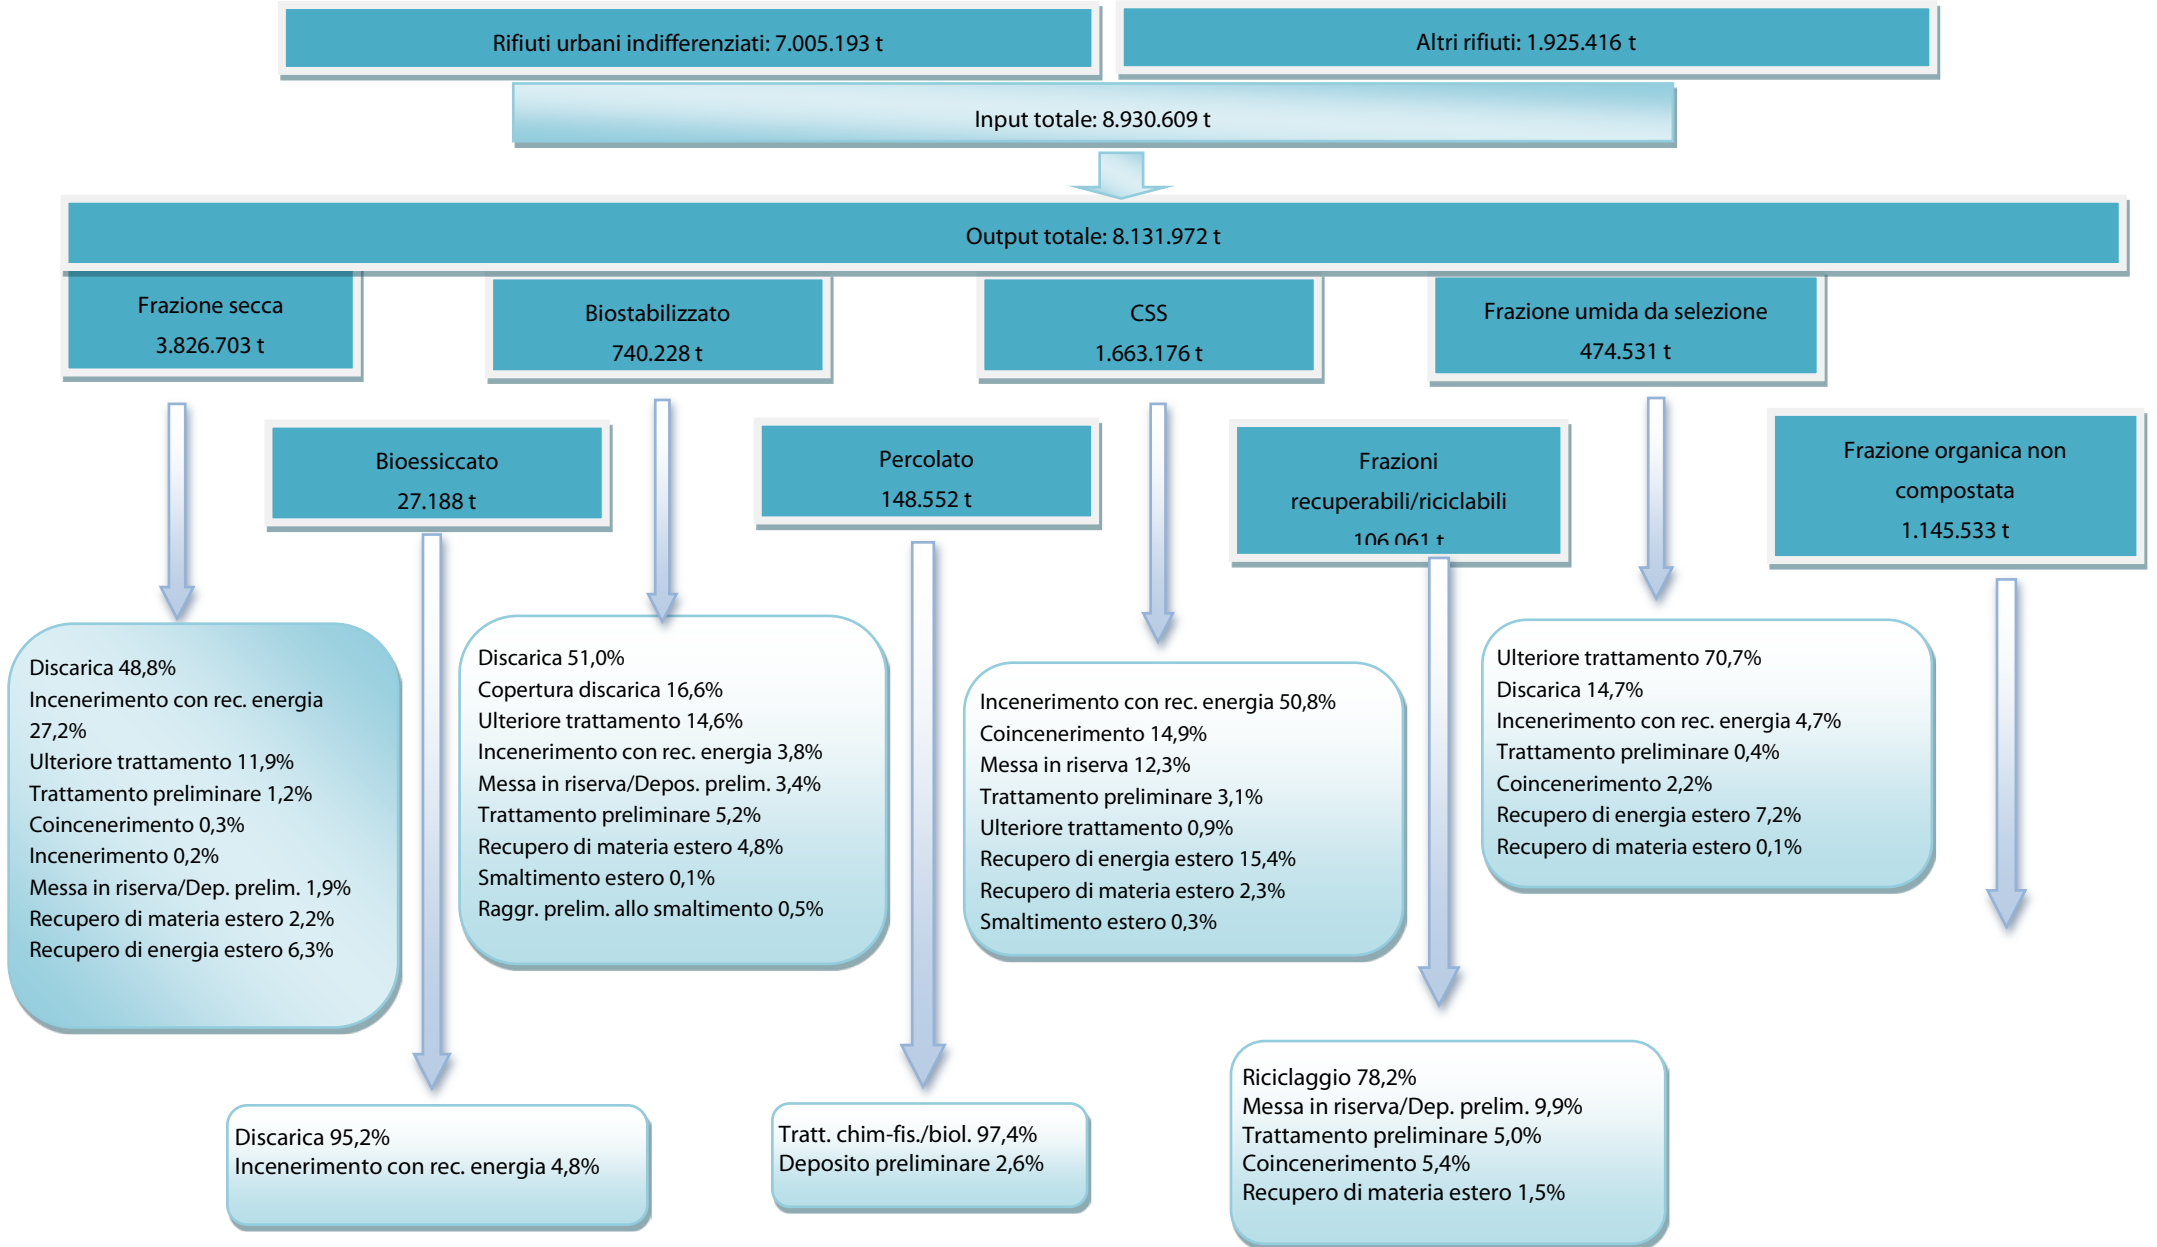 Rifiuti urbani indifferenziati: 7.005.193 t
Altri rifiuti: 1.925.416 t
Input totale: 8.930.609 t
Output totale: 8.131.972 t
Frazione secca
3.826.703 t
Biostabilizzato
740.228 t
CSS
1.663.176 t
Frazione umida da selezione
474.531 t
Bioessiccato
27.188 t
Percolato
148.552 t
Frazioni
recuperabili/riciclabili
106.061 t
Frazione organica non
compostata
1.145.533 t
Discarica 48,8%
Incenerimento con rec. energia
27,2%
Ulteriore trattamento 11,9%
Trattamento preliminare 1,2%
Coincenerimento 0,3%
Incenerimento 0,2%
Messa in riserva/Dep. prelim. 1,9%
Recupero di materia estero 2,2%
Recupero di energia estero 6,3%
Discarica 51,0%
Copertura discarica 16,6%
Ulteriore trattamento 14,6%
Incenerimento con rec. energia 3,8%
Messa in riserva/Depos. prelim. 3,4%
Trattamento preliminare 5,2%
Recupero di materia estero 4,8%
Smaltimento estero 0,1%
Raggr. prelim. allo smaltimento 0,5%
Incenerimento con rec. energia 50,8%
Coincenerimento 14,9%
Messa in riserva 12,3%
Trattamento preliminare 3,1%
Ulteriore trattamento 0,9%
Recupero di energia estero 15,4%
Recupero di materia estero 2,3%
Smaltimento estero 0,3%
Ulteriore trattamento 70,7%
Discarica 14,7%
Incenerimento con rec. energia 4,7%
Trattamento preliminare 0,4%
Coincenerimento 2,2%
Recupero di energia estero 7,2%
Recupero di materia estero 0,1%
Discarica 95,2%
Incenerimento con rec. energia 4,8%
Tratt. chim-fis./biol. 97,4%
Deposito preliminare 2,6%
Riciclaggio 78,2%
Messa in riserva/Dep. prelim. 9,9%
Trattamento preliminare 5,0%
Coincenerimento 5,4%
Recupero di materia estero 1,5%